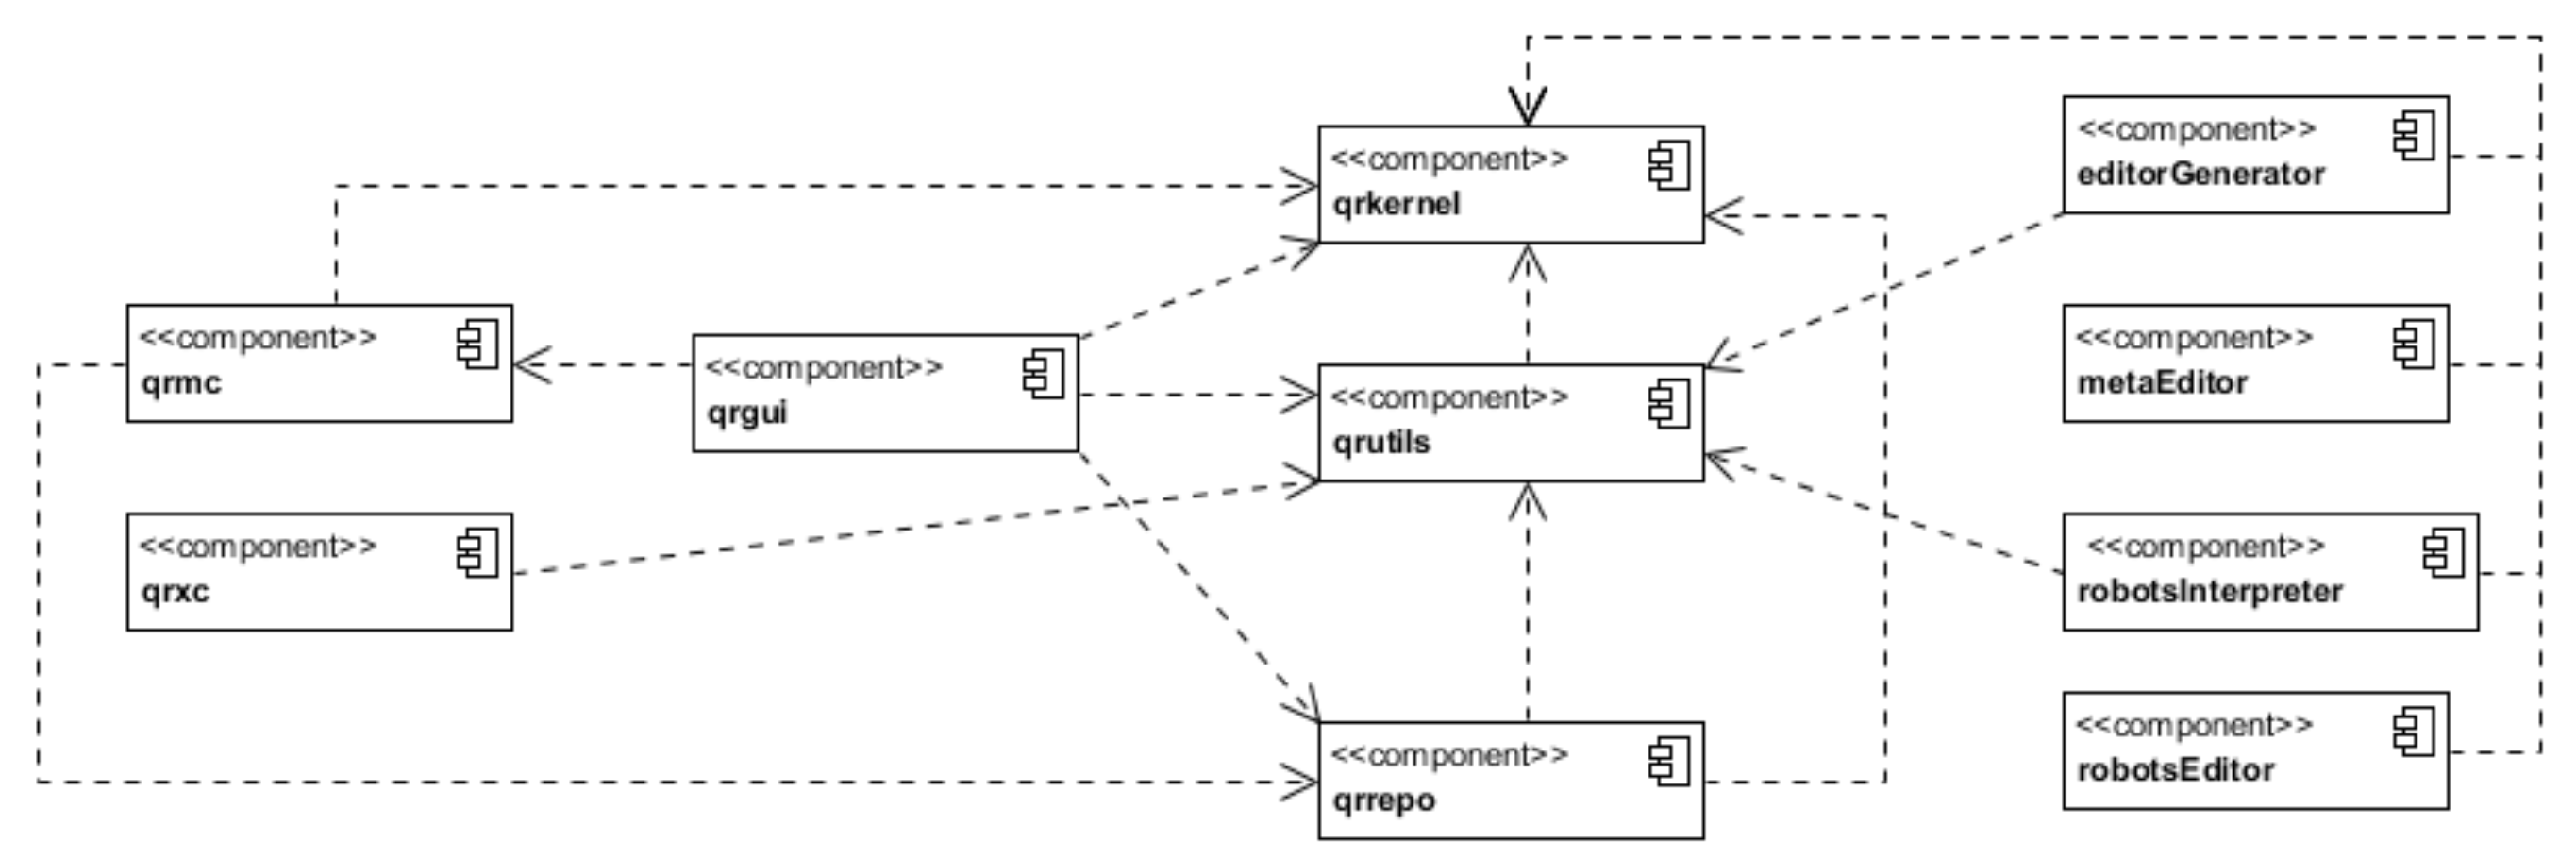 <<component>>
qrkernel
<<component>>
editorGenerator
<<component>>
qrmc
<<component>>
qrgui
<<component>>
qrutils
<<component>>
metaEditor
<<component>>
qrxc
<<component>>
robotsInterpreter
<<component>>
qrrepo
<<component>>
robotsEditor